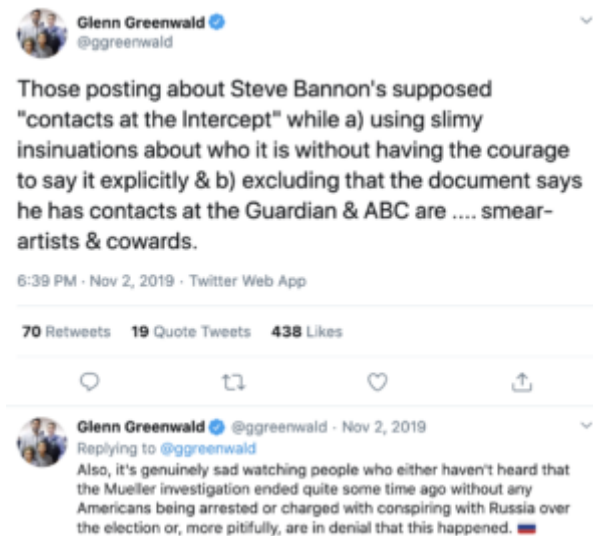 Glenn Greenwald
@ggreenwald
Those posting about Steve Bannon's supposed
"contacts at the Intercept" while a) using slimy
insinuations about who it is without having the courage
to say it explicitly & b) excluding that the document says
he has contacts at the Guardian & ABC are .... smear-
artists & cowards.
6:39 PM · Nov 2, 2019 · Twitter Web App
70 Retweets 19 Quote Tweets 438 Likes
Glenn Greenwald @ggreenwald · Nov 2, 2019
Replying to @ggreenwald
Also, it's genuinely sad watching people who either haven't heard that
the Mueller investigation ended quite some time ago without any
Americans being arrested or charged with conspiring with Russia over
the election or, more pitifully, are in denial that this happened. 🇷🇺